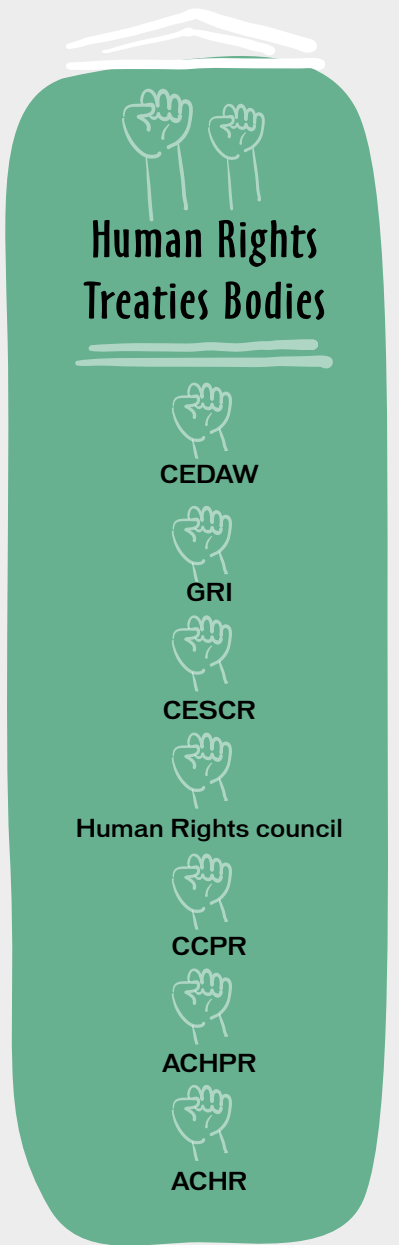 Human Rights
Treaties Bodies
CEDAW
GRI
CESCR
Human Rights council
CCPR
ACHPR
ACHR